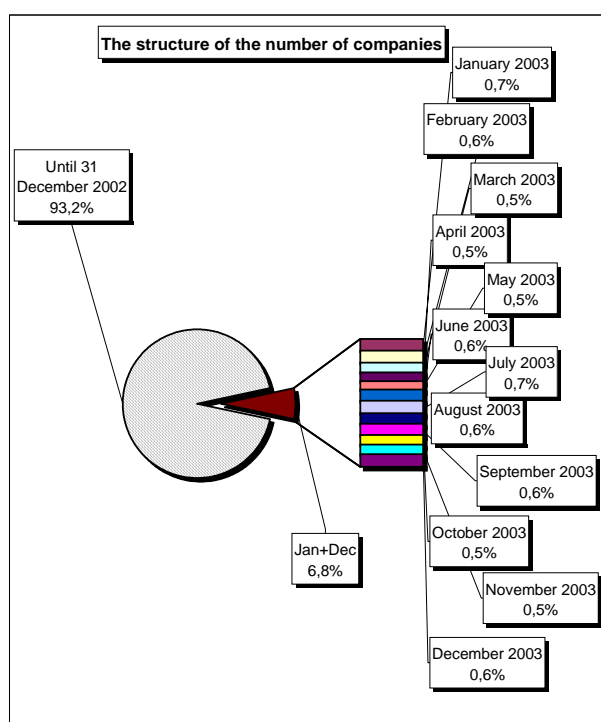 The structure of the number of companies
January 2003
0,7%
February 2003
0,6%
Until 31
December 2002
93,2%
March 2003
0,5%
April 2003
0,5%
May 2003
0,5%
June 2003
0,6%
July 2003
0,7%
August 2003
0,6%
September 2003
0,6%
October 2003
0,5%
Jan+Dec
6,8%
November 2003
0,5%
December 2003
0,6%